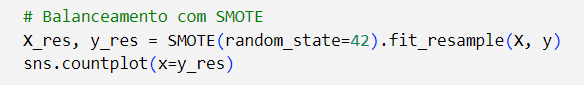 # Balanceamento com SMOTE
X_res, y_res = SMOTE(random_state=42).fit_resample(X, y)
sns.countplot(x=y_res)